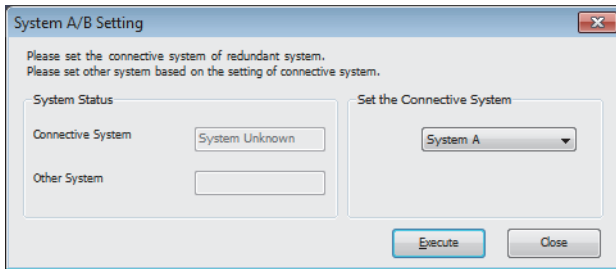 System A/B Setting
Please set the connective system of redundant system.
Please set other system based on the setting of connective system.
System Status
Set the Connective System
Connective System
System Unknown
System A
Other System
Execute
Close